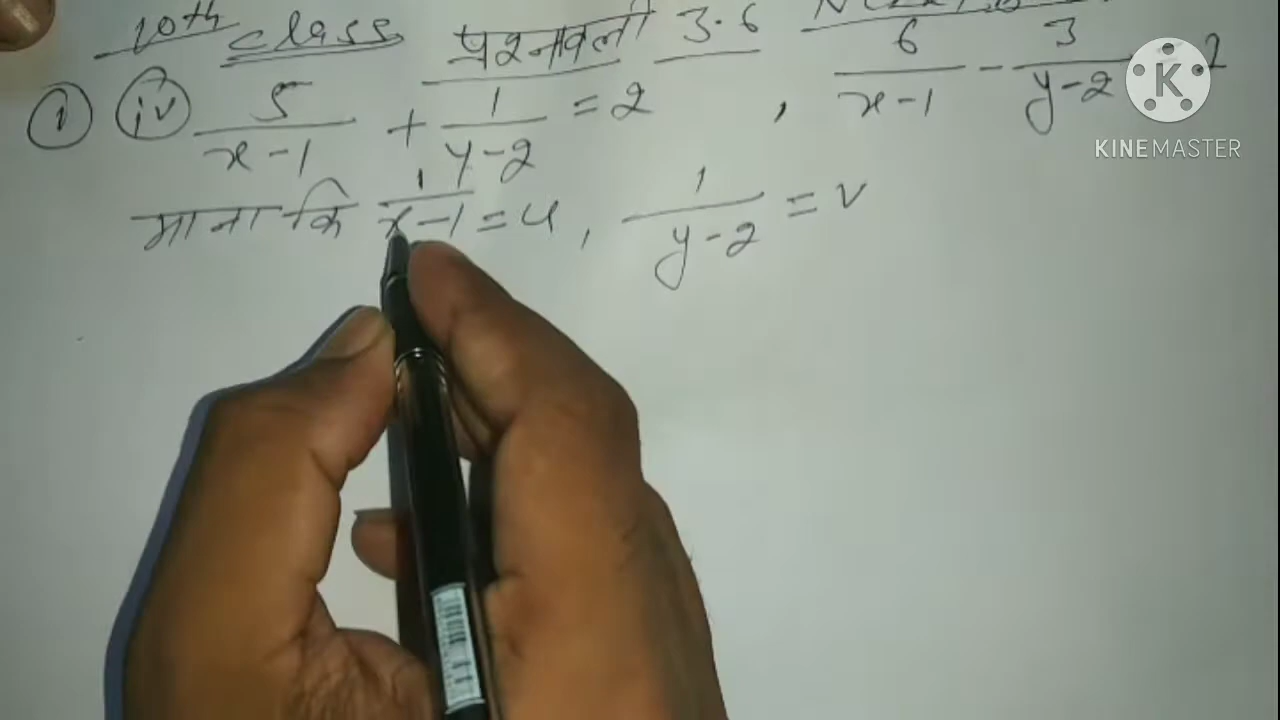 10th class प्रश्नावली 3.6
① (iv) 5/(x-1) + 1/(y-2) = 2 , 6/(x-1) - 3/(y-2)
माना कि 1/(x-1) = u , 1/(y-2) = v
KINEMASTER